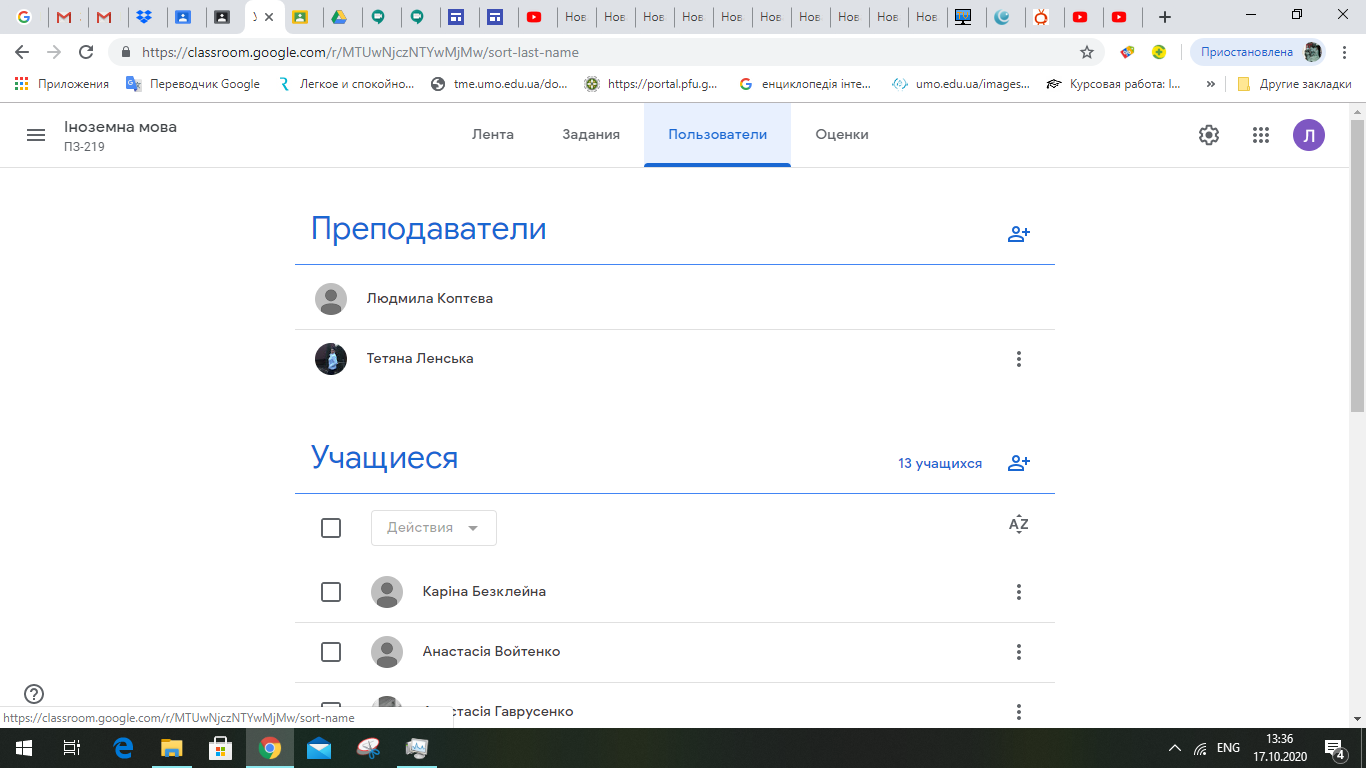 Нов Нов Нов Нов Нов Нов Нов Нов Нов Нов
https://classroom.google.com/r/MTUwNjczNTYwMjMw/sort-last-name
Приостановлена
Приложения Переводчик Google Легкое и спокойно... tme.umo.edu.ua/do... https://portal.pfu.g... енциклопедія інте... umo.edu.ua/images... Курсовая работа: І... » Другие закладки
Іноземна мова
ПЗ-219
Лента Задания Пользователи Оценки
Л
Преподаватели
Людмила Коптєва
Тетяна Ленська
Учащиеся
13 учащихся
Действия
AZ
Каріна Безклейна
Анастасія Войтенко
стасія Гаврусенко
https://classroom.google.com/r/MTUwNjczNTYwMjMw/sort-name
ENG
13:36
17.10.2020
4